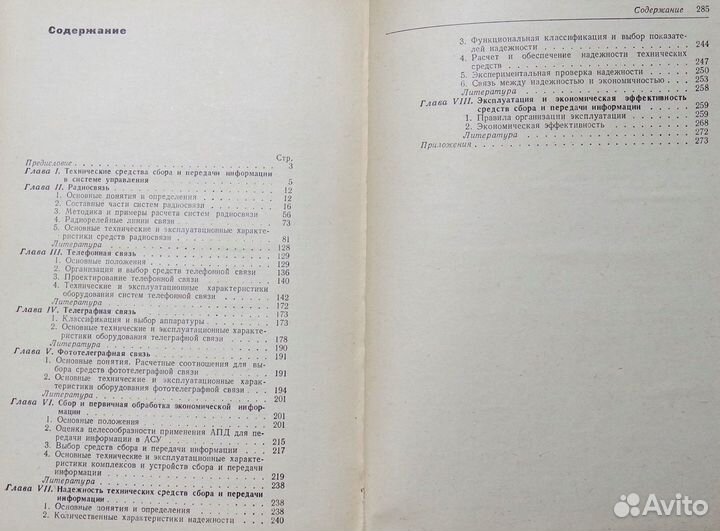 Содержание
Стр.
Предисловие 3
Глава I. Технические средства сбора и передачи информации
в системе управления 5
Глава II. Радиосвязь 12
1. Основные понятия и определения 12
2. Составные части систем радиосвязи 16
3. Методика и примеры расчета систем радиосвязи 56
4. Радиорелейные линии связи 73
5. Основные технические и эксплуатационные характе-
ристики средств радиосвязи 81
Литература 128
Глава III. Телефонная связь 129
1. Основные положения 129
2. Организация и выбор средств телефонной связи 136
3. Проектирование телефонной связи 140
4. Технические и эксплуатационные характеристики
оборудования систем телефонной связи 142
Литература 172
Глава IV. Телеграфная связь 173
1. Классификация и выбор аппаратуры 173
2. Основные технические и эксплуатационные характе-
ристики оборудования телеграфной связи 178
Литература 190
Глава V. Фототелеграфная связь 191
1. Основные понятия. Расчетные соотношения для вы-
бора средств фототелеграфной связи 191
2. Основные технические и эксплуатационные харак-
теристики оборудования фототелеграфной связи 194
Литература 201
Глава VI. Сбор и первичная обработка экономической инфор-
мации 201
1. Основные положения 201
2. Оценка целесообразности применения АПД для пе-
редачи информации в АСУ 215
3. Выбор средств сбора и передачи информации 217
4. Основные технические и эксплуатационные характе-
ристики комплексов и устройств сбора и передачи
информации 219
Литература 238
Глава VII. Надежность технических средств сбора и передачи
информации 238
1. Основные понятия и определения 238
2. Количественные характеристики надежности 240
Содержание 285
3. Функциональная классификация и выбор показате-
лей надежности 244
4. Расчет и обеспечение надежности технических
средств 247
5. Экспериментальная проверка надежности 250
6. Связь между надежностью и экономичностью 253
Литература 258
Глава VIII. Эксплуатация и экономическая эффективность
средств сбора и передачи информации 259
1. Правила организации эксплуатации 259
2. Экономическая эффективность 268
Литература 272
Приложения 273
Avito